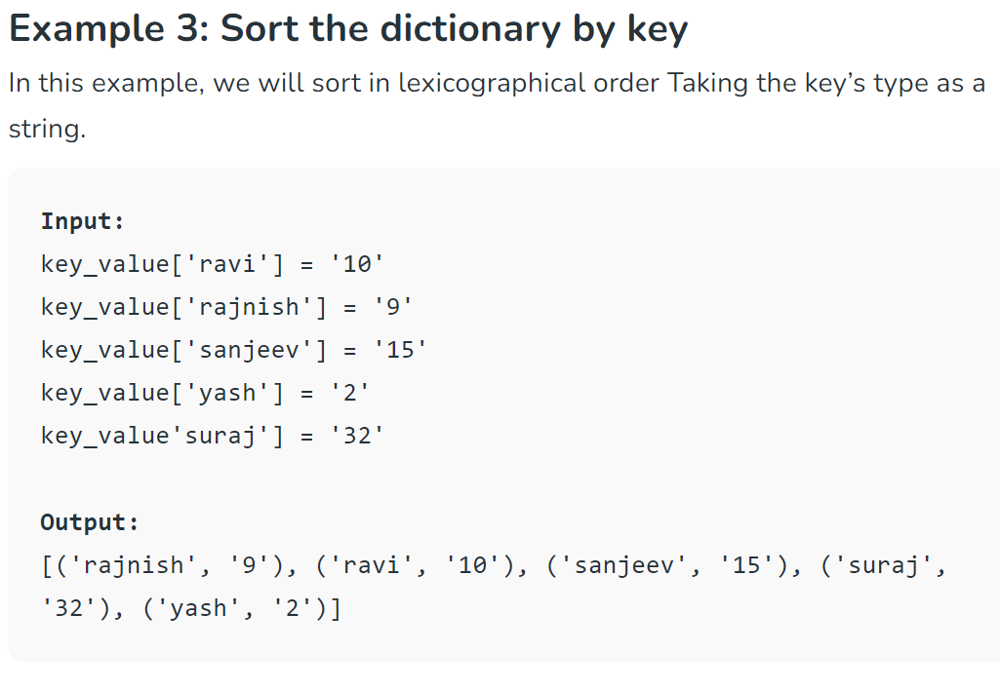 Example 3: Sort the dictionary by key
In this example, we will sort in lexicographical order Taking the key’s type as a
string.
Input:
key_value['ravi'] = '10'
key_value['rajnish'] = '9'
key_value['sanjeev'] = '15'
key_value['yash'] = '2'
key_value'suraj'] = '32'
Output:
[('rajnish', '9'), ('ravi', '10'), ('sanjeev', '15'), ('suraj',
'32'), ('yash', '2')]